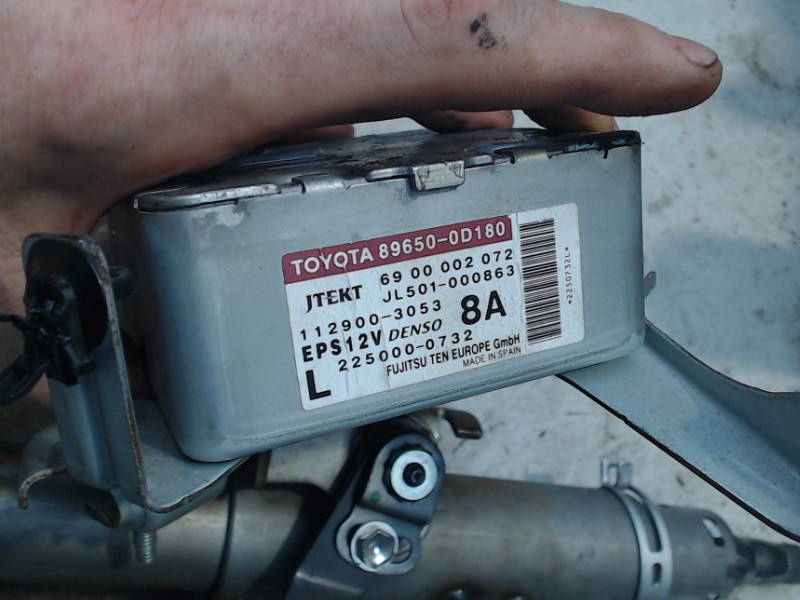 TOYOTA 89650-0D180
JTEKT 69 00 002 072
JL501-000863
112900-3053 8A
EPS12V DENSO
L 225000-0732
FUJITSU TEN EUROPE GmbH
MADE IN SPAIN
*2250732L*